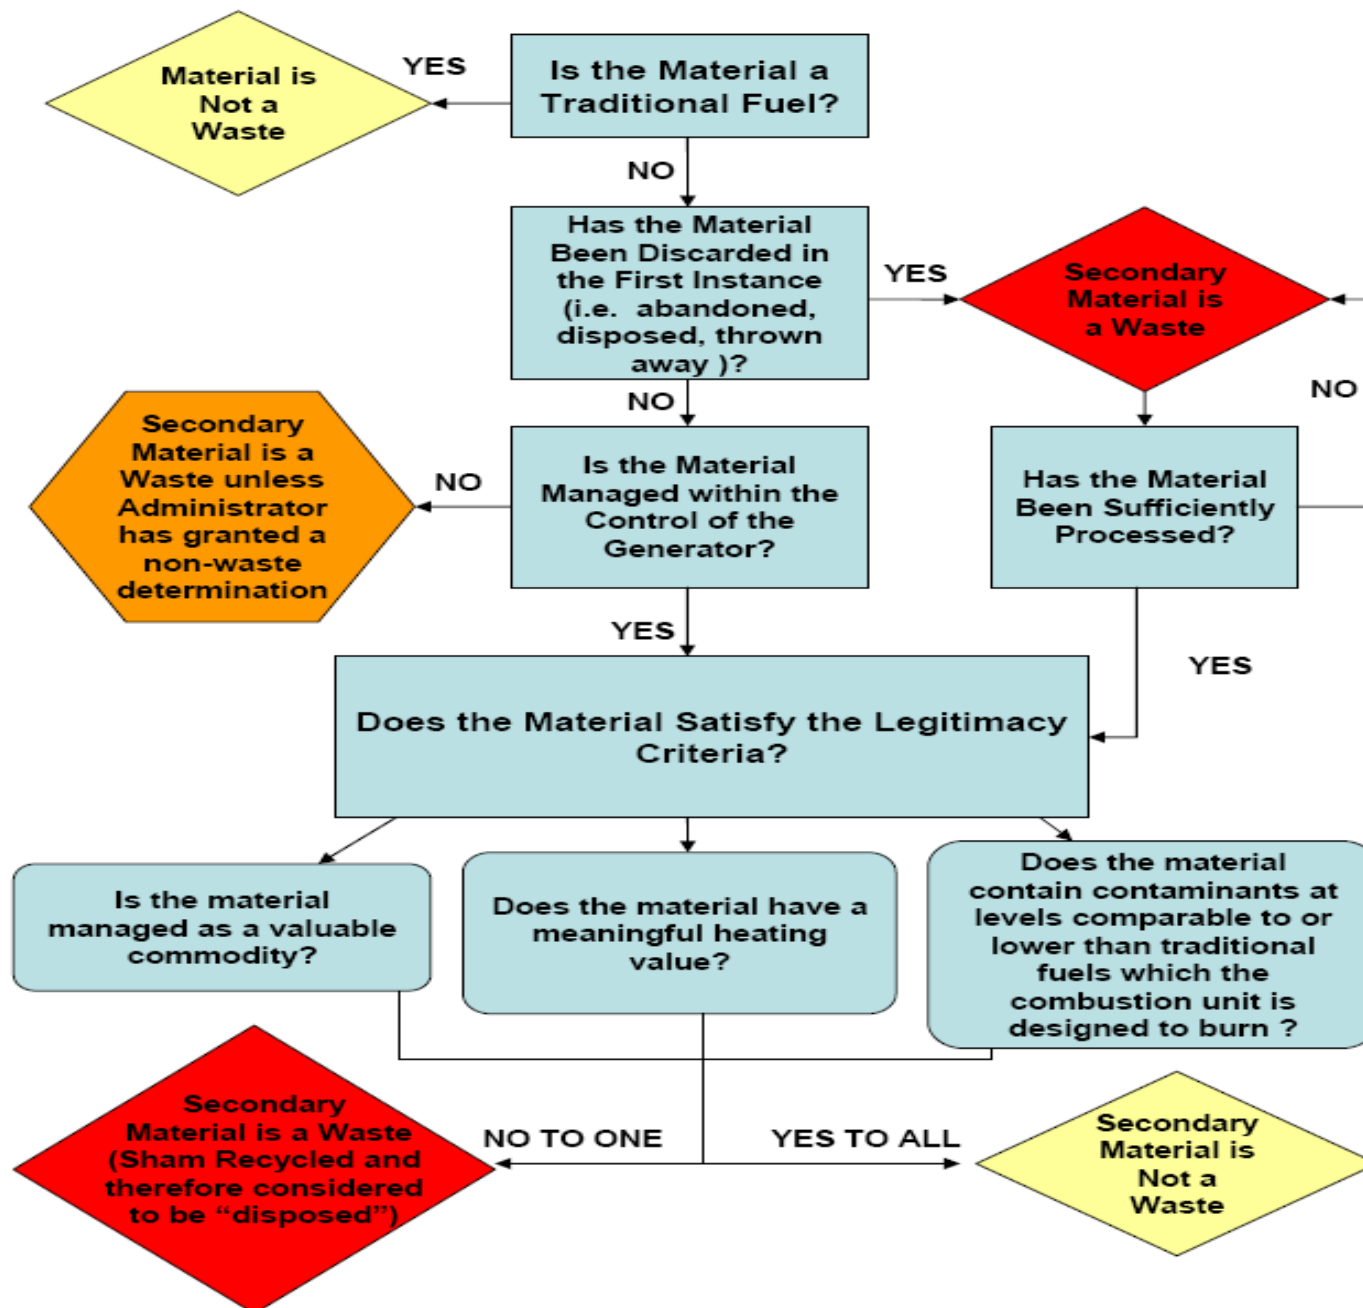 Material is
Not a
Waste
YES
Is the Material a
Traditional Fuel?
NO
Has the Material
Been Discarded in
the First Instance
(i.e. abandoned,
disposed, thrown
away )?
YES
Secondary
Material is
a Waste
NO
NO
Secondary
Material is a
Waste unless
Administrator
has granted a
non-waste
determination
NO
Is the Material
Managed within the
Control of the
Generator?
Has the Material
Been Sufficiently
Processed?
YES
YES
Does the Material Satisfy the Legitimacy
Criteria?
Is the material
managed as a valuable
commodity?
Does the material have a
meaningful heating
value?
Does the material
contain contaminants at
levels comparable to or
lower than traditional
fuels which the
combustion unit is
designed to burn ?
Secondary
Material is a Waste
(Sham Recycled and
therefore considered
to be “disposed”)
NO TO ONE
YES TO ALL
Secondary
Material is
Not a
Waste